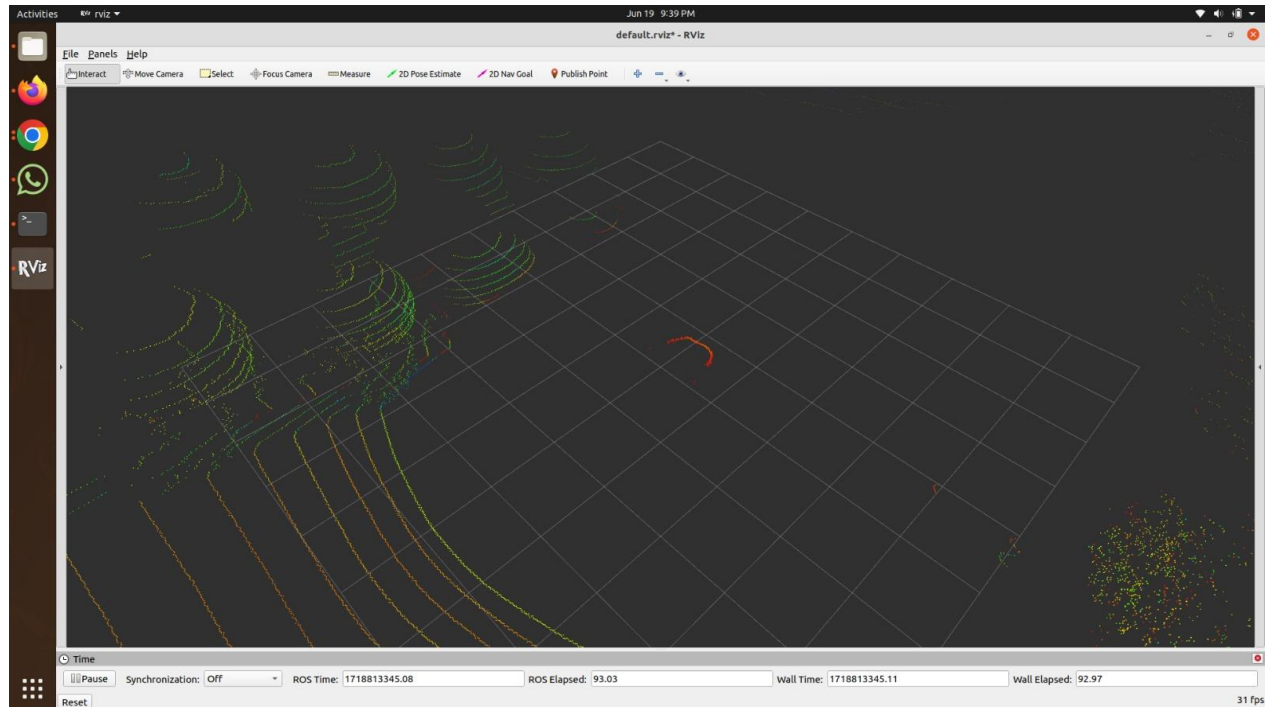 Activities RViz rviz Jun 19 9:39 PM
default.rviz* - RViz
File Panels Help
Interact Move Camera Select Focus Camera Measure 2D Pose Estimate 2D Nav Goal Publish Point
RViz
Time
Pause Synchronization: Off ROS Time: 1718813345.08 ROS Elapsed: 93.03 Wall Time: 1718813345.11 Wall Elapsed: 92.97
Reset 31 fps